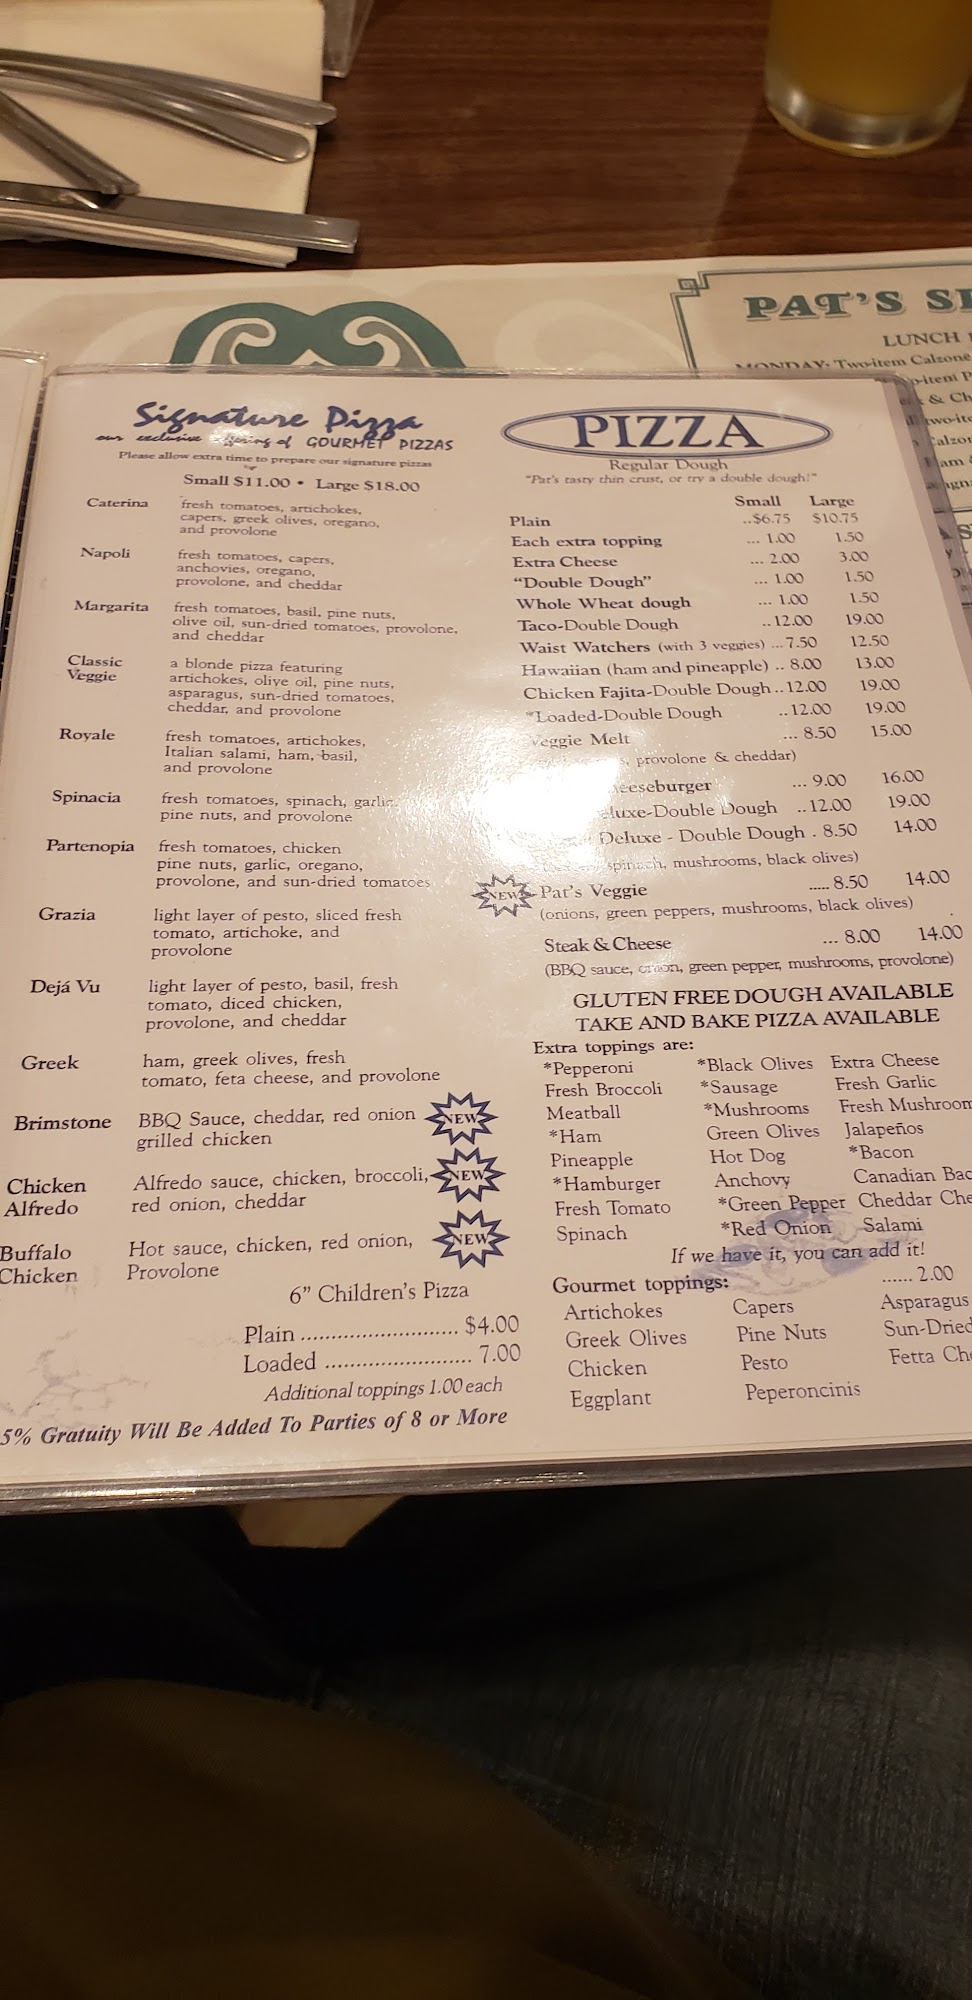 PAT'S
LUNCH
MONDAY: Two-item Calzone
& Ch
Signature Pizza
our exclusive offering of GOURMET PIZZAS
Please allow extra time to prepare our signature pizzas
Small $11.00 • Large $18.00
Caterina fresh tomatoes, artichokes,
capers, greek olives, oregano,
and provolone
Napoli fresh tomatoes, capers,
anchovies, oregano,
provolone, and cheddar
Margarita fresh tomatoes, basil, pine nuts,
olive oil, sun-dried tomatoes, provolone,
and cheddar
Classic
Veggie
a blonde pizza featuring
artichokes, olive oil, pine nuts,
asparagus, sun-dried tomatoes,
cheddar, and provolone
Royale fresh tomatoes, artichokes,
Italian salami, ham, basil,
and provolone
Spinacia fresh tomatoes, spinach, garlic,
pine nuts, and provolone
Partenopia fresh tomatoes, chicken
pine nuts, garlic, oregano,
provolone, and sun-dried tomatoes
Grazia light layer of pesto, sliced fresh
tomato, artichoke, and
provolone
Dejá Vu light layer of pesto, basil, fresh
tomato, diced chicken,
provolone, and cheddar
Greek ham, greek olives, fresh
tomato, feta cheese, and provolone
Brimstone BBQ Sauce, cheddar, red onion NEW
grilled chicken
Chicken
Alfredo
Alfredo sauce, chicken, broccoli, NEW
red onion, cheddar
Buffalo
Chicken
Hot sauce, chicken, red onion, NEW
Provolone
6" Children's Pizza
Plain .......................... $4.00
Loaded ........................ 7.00
Additional toppings 1.00 each
5% Gratuity Will Be Added To Parties of 8 or More
PIZZA
Regular Dough
"Pat's tasty thin crust, or try a double dough!"
Small Large
Plain ..$6.75 $10.75
Each extra topping ... 1.00 1.50
Extra Cheese ... 2.00 3.00
"Double Dough" ... 1.00 1.50
Whole Wheat dough ... 1.00 1.50
Taco-Double Dough ..12.00 19.00
Waist Watchers (with 3 veggies) ...7.50 12.50
Hawaiian (ham and pineapple) .. 8.00 13.00
Chicken Fajita-Double Dough..12.00 19.00
*Loaded-Double Dough ..12.00 19.00
Veggie Melt ... 8.50 15.00
provolone & cheddar)
... 9.00 16.00
Dough ..12.00 19.00
Deluxe - Double Dough . 8.50 14.00
spinach, mushrooms, black olives)
NEW Pat's Veggie .....8.50 14.00
(onions, green peppers, mushrooms, black olives)
Steak & Cheese ... 8.00 14.00
(BBQ sauce, onion, green pepper, mushrooms, provolone)
GLUTEN FREE DOUGH AVAILABLE
TAKE AND BAKE PIZZA AVAILABLE
Extra toppings are:
*Pepperoni *Black Olives Extra Cheese
Fresh Broccoli *Sausage Fresh Garlic
Meatball *Mushrooms Fresh Mushroom
*Ham Green Olives Jalapeños
Pineapple Hot Dog *Bacon
*Hamburger Anchovy Canadian Bac
Fresh Tomato *Green Pepper Cheddar Che
Spinach *Red Onion Salami
If we have it, you can add it!
Gourmet toppings: ...... 2.00
Artichokes Capers Asparagus
Greek Olives Pine Nuts Sun-Dried
Chicken Pesto Fetta Ch
Eggplant Peperoncinis